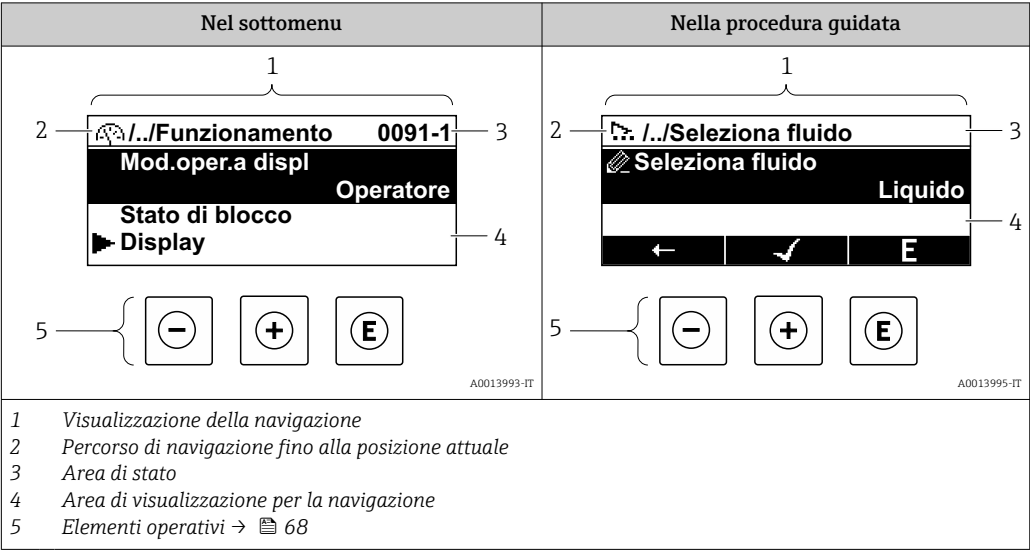 Nel sottomenu
Nella procedura guidata
1
2
/../Funzionamento 0091-1
3
Mod.oper.a displ
Operatore
Stato di blocco
Display
4
5
- + E
A0013993-IT
1
2
/../Seleziona fluido
3
Seleziona fluido
Liquido
4
← ✓ E
5
- + E
A0013995-IT
1 Visualizzazione della navigazione
2 Percorso di navigazione fino alla posizione attuale
3 Area di stato
4 Area di visualizzazione per la navigazione
5 Elementi operativi → 68